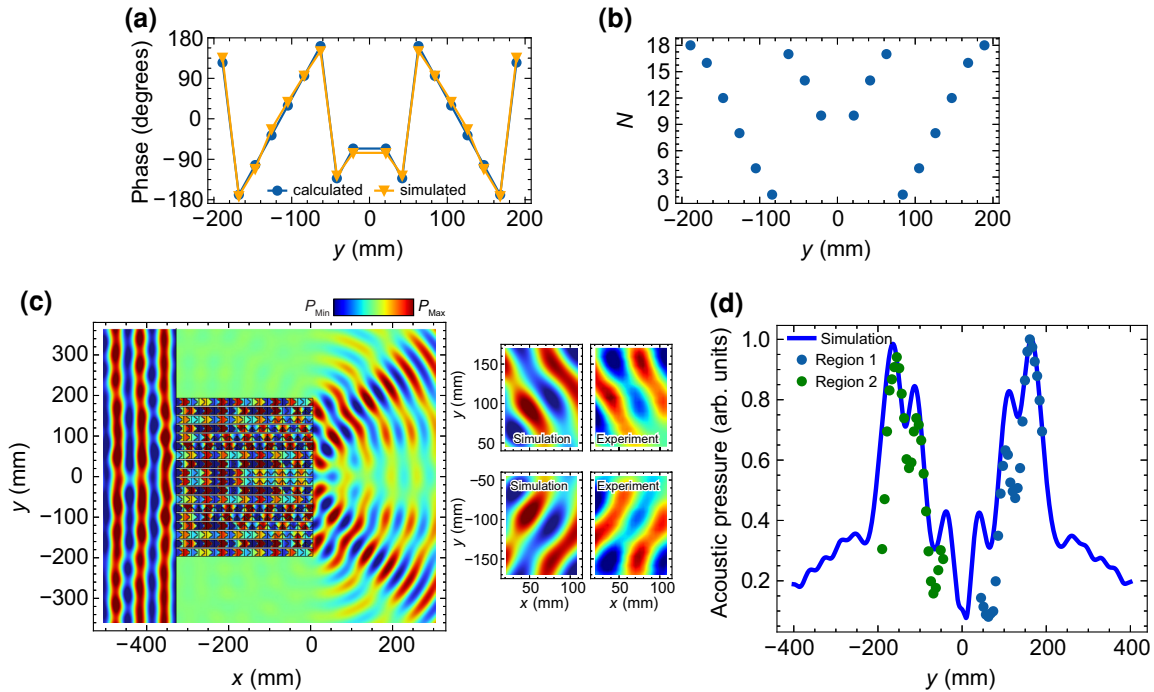 (a)
Phase (degrees)
180
90
0
−90
−180
calculated
simulated
−200
−100
0
100
200
y (mm)
(b)
N
18
15
12
9
6
3
0
−200
−100
0
100
200
y (mm)
(c)
P Min
P Max
y (mm)
300
200
100
0
−100
−200
−300
−400
−200
0
200
x (mm)
y (mm)
150
100
50
Simulation
Experiment
y (mm)
−50
−100
−150
Simulation
Experiment
50
100
50
100
x (mm)
x (mm)
(d)
Acoustic pressure (arb. units)
1.0
0.8
0.6
0.4
0.2
Simulation
Region 1
Region 2
−400
−200
0
200
400
y (mm)